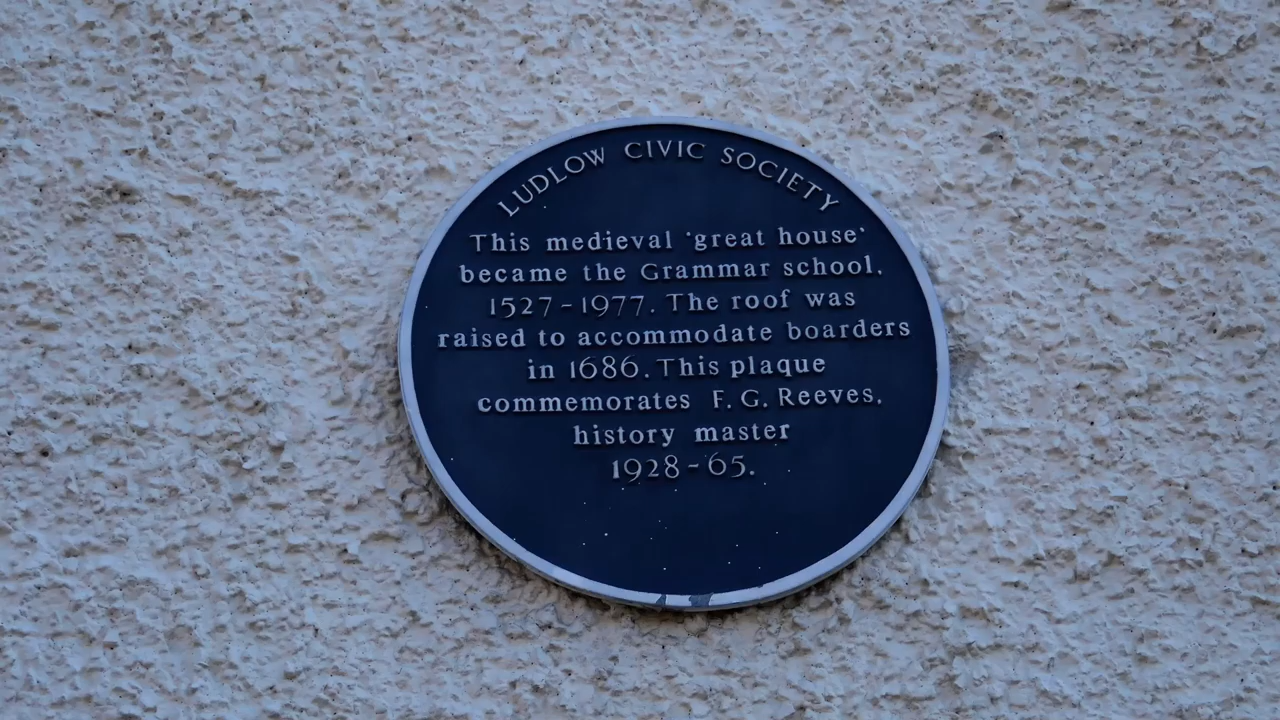 LUDLOW CIVIC SOCIETY
This medieval 'great house'
became the Grammar school,
1527-1977. The roof was
raised to accommodate boarders
in 1686. This plaque
commemorates F. G. Reeves,
history master
1928-65.